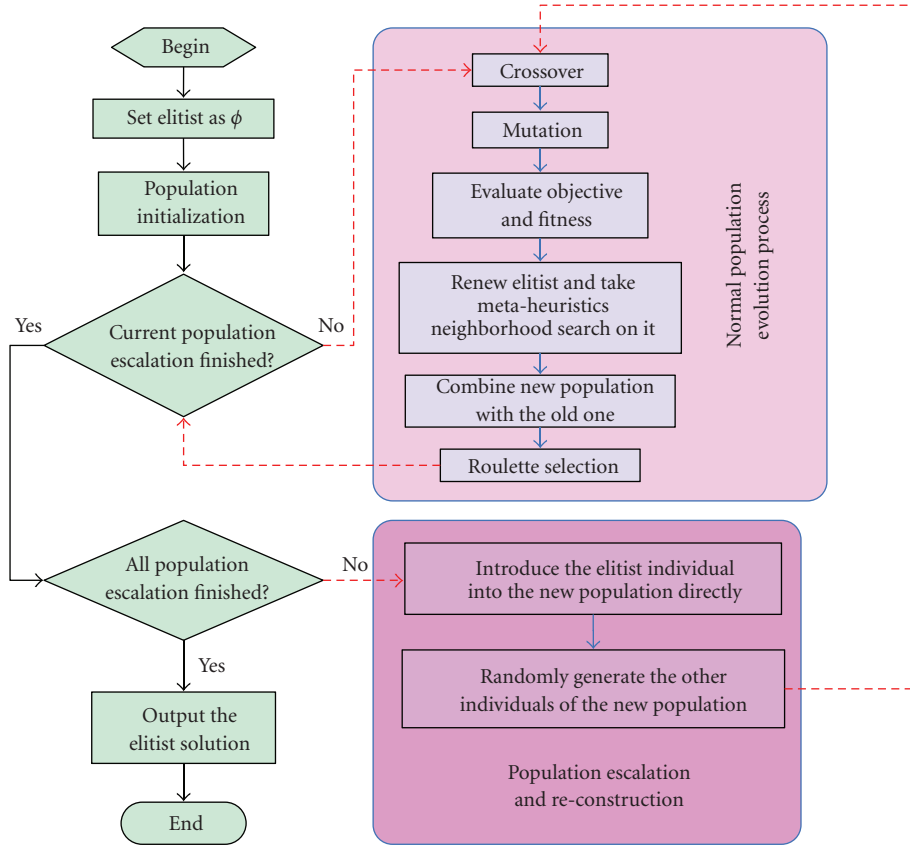 Begin
Set elitist as ϕ
Population
initialization
Yes
Current population
escalation finished?
No
Crossover
Mutation
Evaluate objective
and fitness
Renew elitist and take
meta-heuristics
neighborhood search on it
Combine new population
with the old one
Roulette selection
Normal population
evolution process
All population
escalation finished?
No
Yes
Output the
elitist solution
End
Introduce the elitist individual
into the new population directly
Randomly generate the other
individuals of the new population
Population escalation
and re-construction